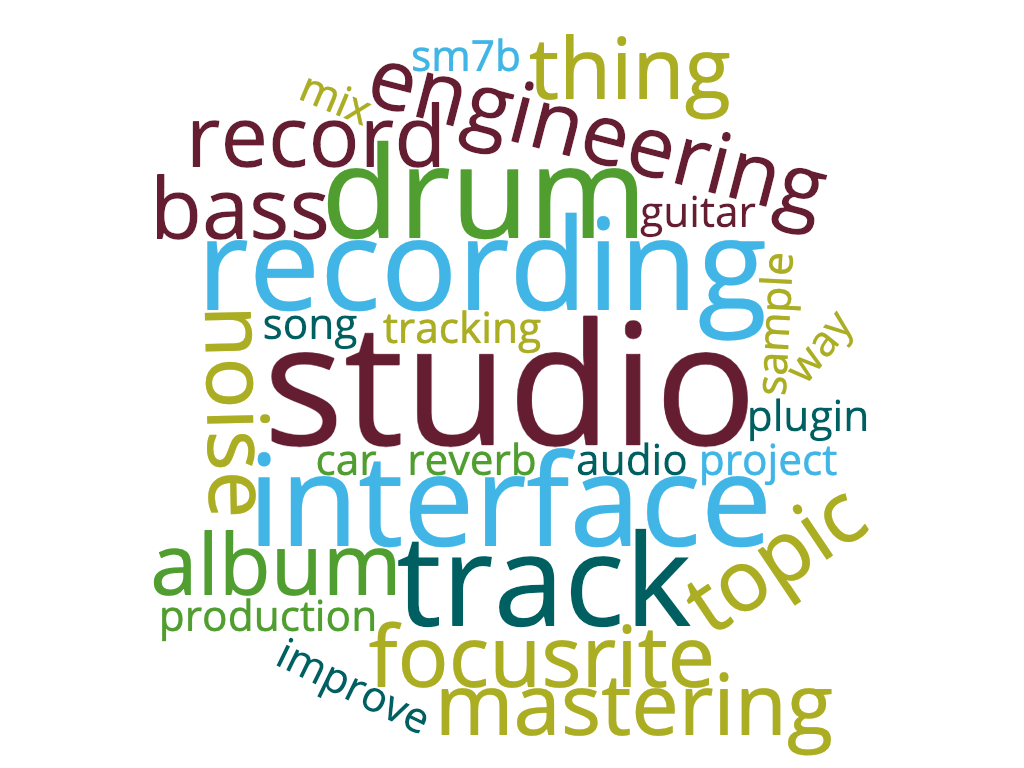 sm7b
thing
engineering
mix
record
drum
bass
guitar
recording
sample
way
noise
song
tracking
studio
plugin
car
reverb
audio
project
interface
topic
album
track
production
focusrite
improve
mastering